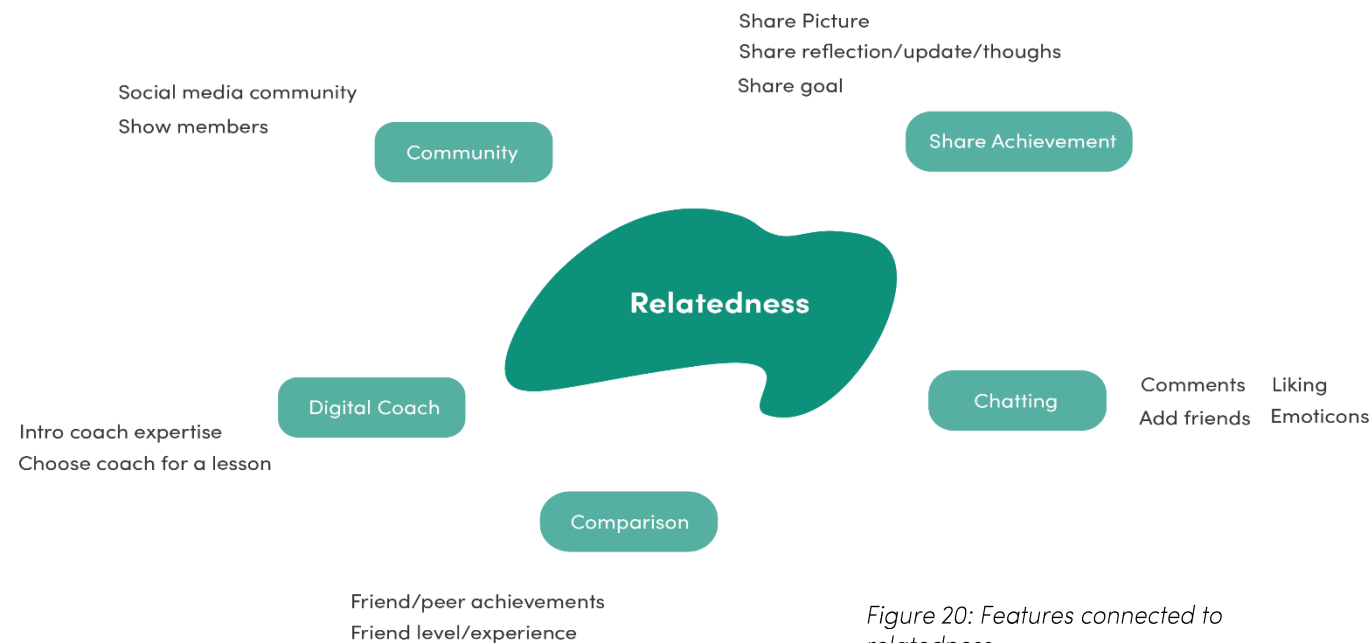 Share Picture
Share reflection/update/thoughs
Share goal
Share Achievement
Social media community
Show members
Community
Relatedness
Digital Coach
Intro coach expertise
Choose coach for a lesson
Chatting
Comments Liking
Add friends Emoticons
Comparison
Friend/peer achievements
Friend level/experience
Figure 20: Features connected to
relatedness